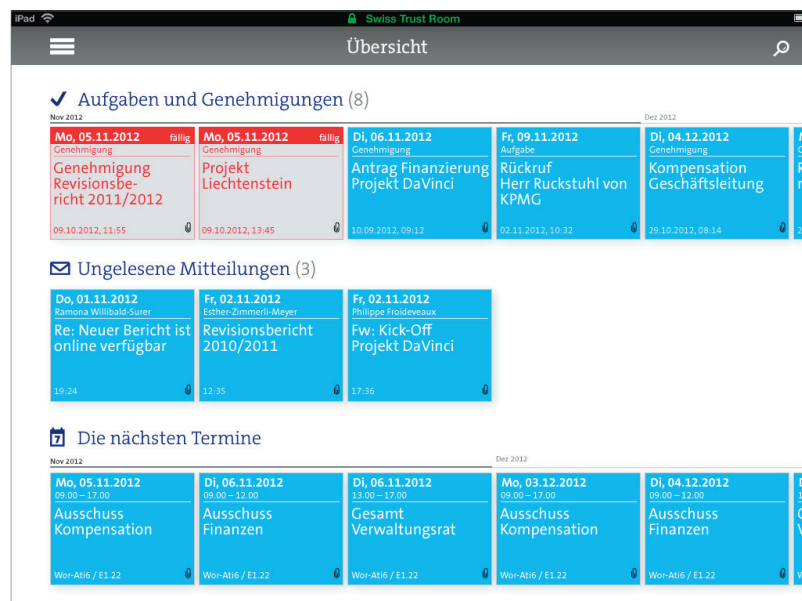 iPad
Swiss Trust Room
Übersicht
Aufgaben und Genehmigungen (8)
Nov 2012
Dez 2012
Mo, 05.11.2012 fällig
Genehmigung
Genehmigung
Revisionsbe-
richt 2011/2012
09.10.2012, 11:55
Mo, 05.11.2012 fällig
Genehmigung
Projekt
Liechtenstein
09.10.2012, 13:45
Di, 06.11.2012
Genehmigung
Antrag Finanzierung
Projekt DaVinci
10.09.2012, 09:12
Fr, 09.11.2012
Aufgabe
Rückruf
Herr Ruckstuhl von
KPMG
02.11.2012, 10:32
Di, 04.12.2012
Genehmigung
Kompensation
Geschäftsleitung
29.10.2012, 08:14
Ungelesene Mitteilungen (3)
Do, 01.11.2012
Ramona Willibald-Surer
Re: Neuer Bericht ist
online verfügbar
19:24
Fr, 02.11.2012
Esther-Zimmerli-Meyer
Revisionsbericht
2010/2011
12:35
Fr, 02.11.2012
Philippe Froideveaux
Fw: Kick-Off
Projekt DaVinci
17:36
7
Die nächsten Termine
Nov 2012
Dez 2012
Mo, 05.11.2012
09.00 – 17.00
Ausschuss
Kompensation
Wor-Ati6 / E1.22
Di, 06.11.2012
09.00 – 12.00
Ausschuss
Finanzen
Wor-Ati6 / E1.22
Di, 06.11.2012
13.00 – 17.00
Gesamt
Verwaltungsrat
Wor-Ati6 / E1.22
Mo, 03.12.2012
09.00 – 17.00
Ausschuss
Kompensation
Wor-Ati6 / E1.22
Di, 04.12.2012
09.00 – 12.00
Ausschuss
Finanzen
Wor-Ati6 / E1.22